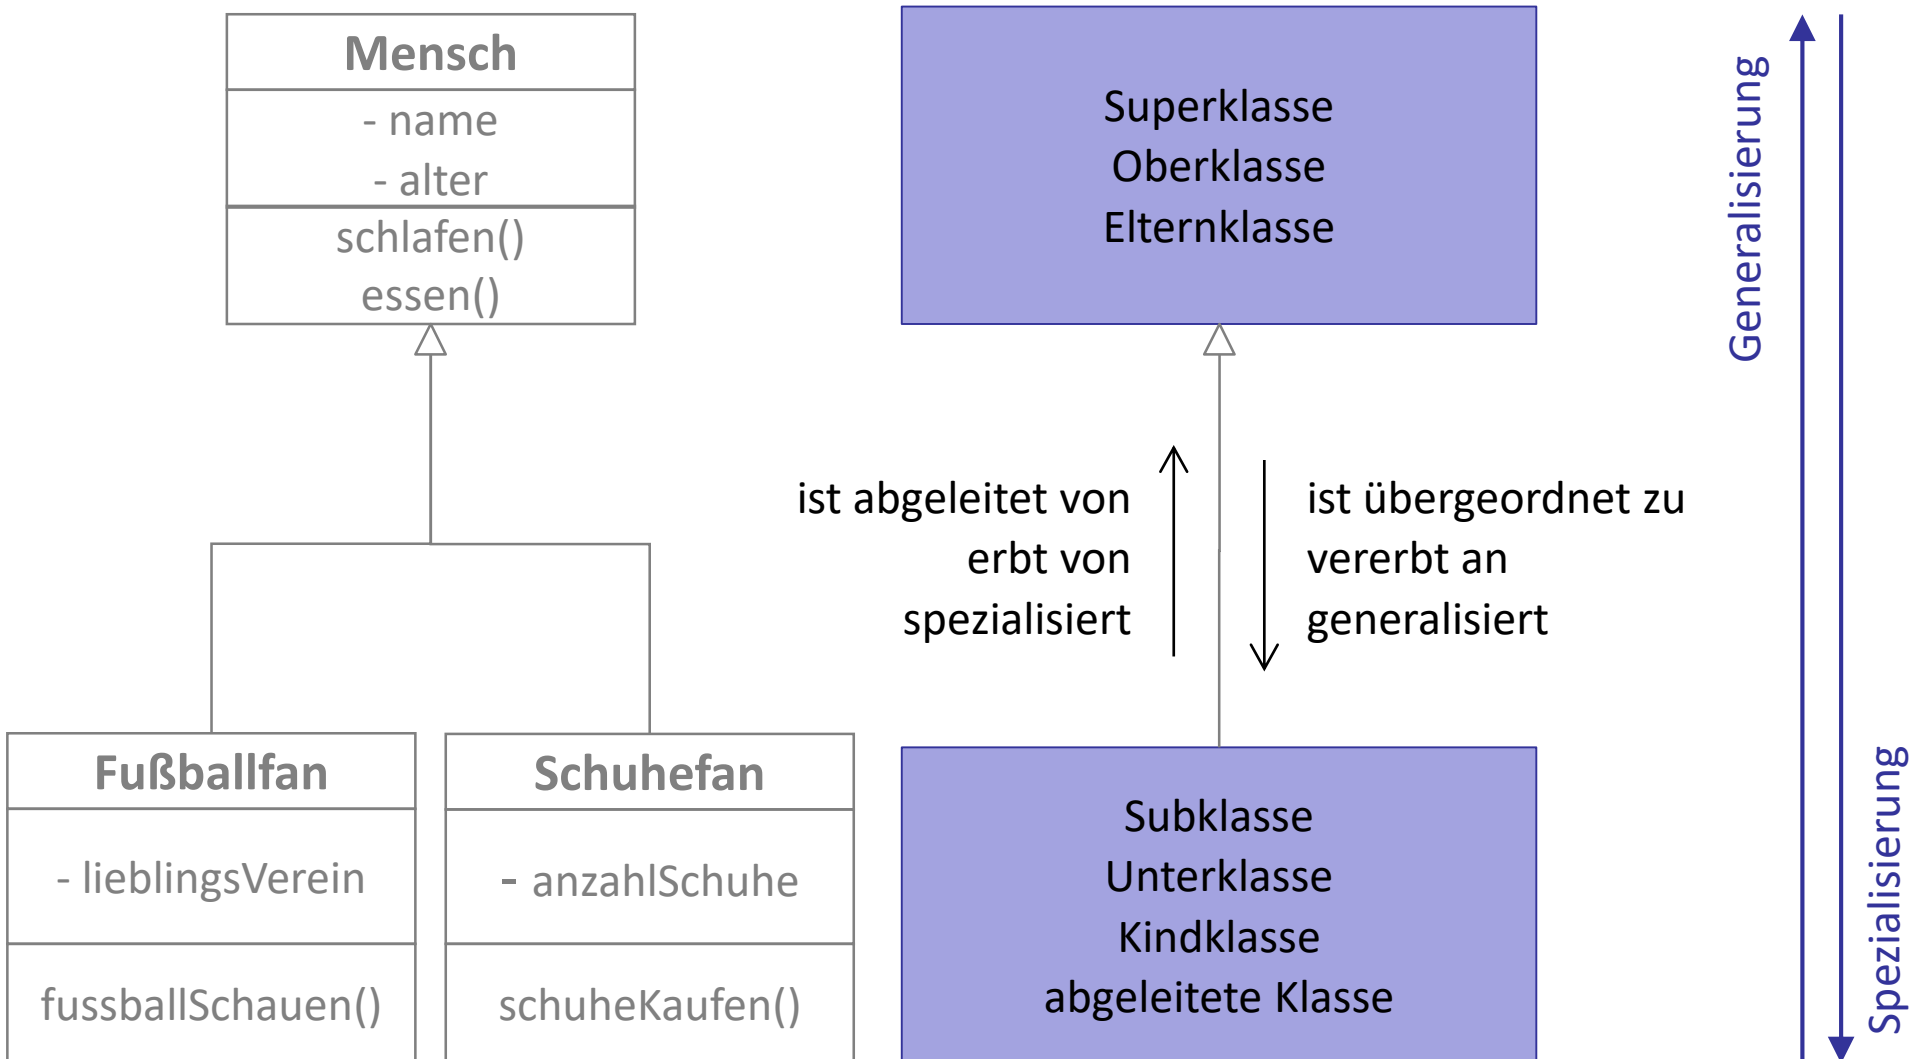 Mensch
- name
- alter
schlafen()
essen()
Superklasse
Oberklasse
Elternklasse
Generalisierung
ist abgeleitet von
erbt von
spezialisiert
ist übergeordnet zu
vererbt an
generalisiert
Fußballfan
- lieblingsVerein
fussballSchauen()
Schuhefan
- anzahlSchuhe
schuheKaufen()
Subklasse
Unterklasse
Kindklasse
abgeleitete Klasse
Spezialisierung